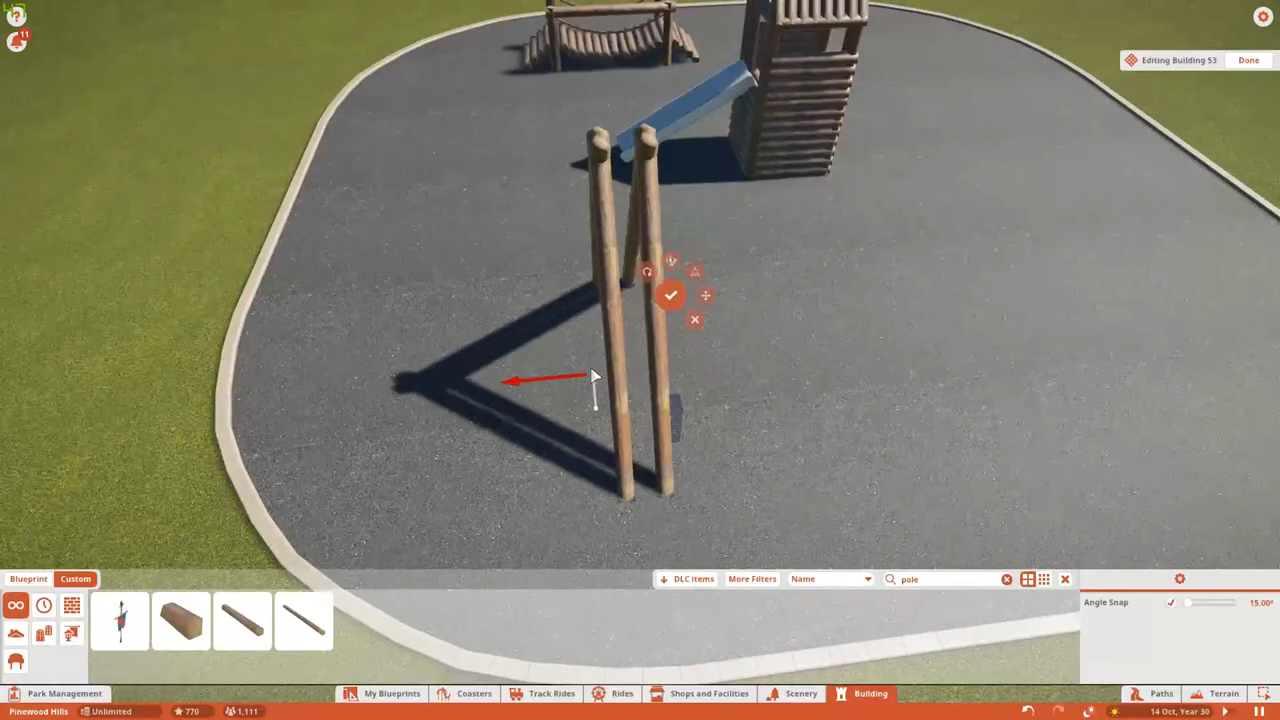 ?
11
Editing Building 53 Done
Blueprint Custom DLC items More Filters Name pole
Angle Snap 15.00°
Park Management My Blueprints Coasters Track Rides Rides Shops and Facilities Scenery Building Paths Terrain
Pinewood Hills Unlimited 770 1,111 14 Oct, Year 30